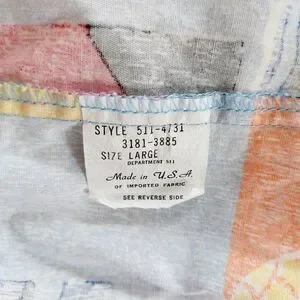 STYLE 511-4731
3181-3885
SIZE LARGE
DEPARTMENT 511
Made in U.S.A.
OF IMPORTED FABRIC
SEE REVERSE SIDE